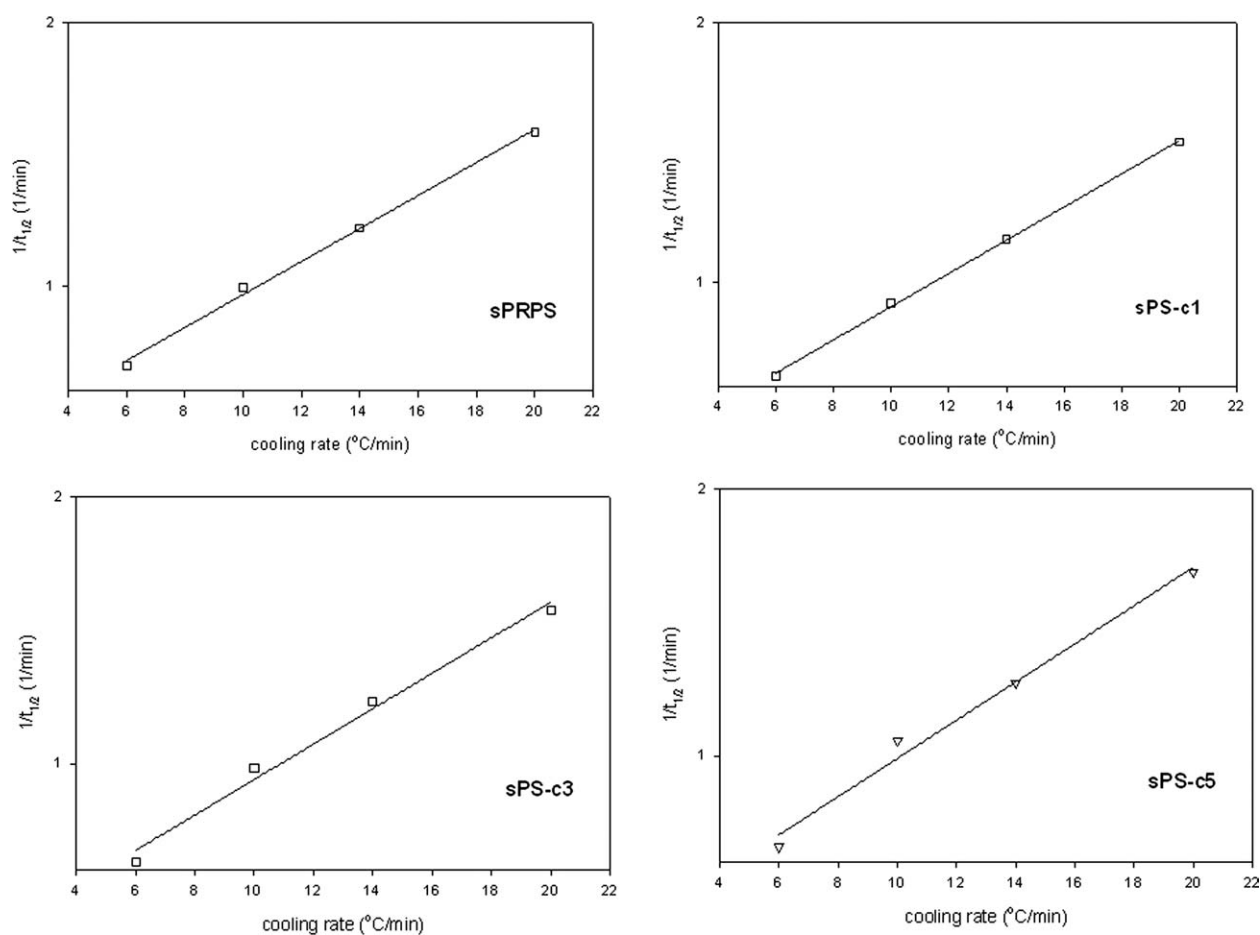 2
1
1/t1/2 (1/min)
sPRPS
4 6 8 10 12 14 16 18 20 22
cooling rate (oC/min)
2
1
1/t1/2 (1/min)
sPS-c1
4 6 8 10 12 14 16 18 20 22
cooling rate (oC/min)
2
1
1/t1/2 (1/min)
sPS-c3
4 6 8 10 12 14 16 18 20 22
cooling rate (oC/min)
2
1
1/t1/2 (1/min)
sPS-c5
4 6 8 10 12 14 16 18 20 22
cooling rate (oC/min)